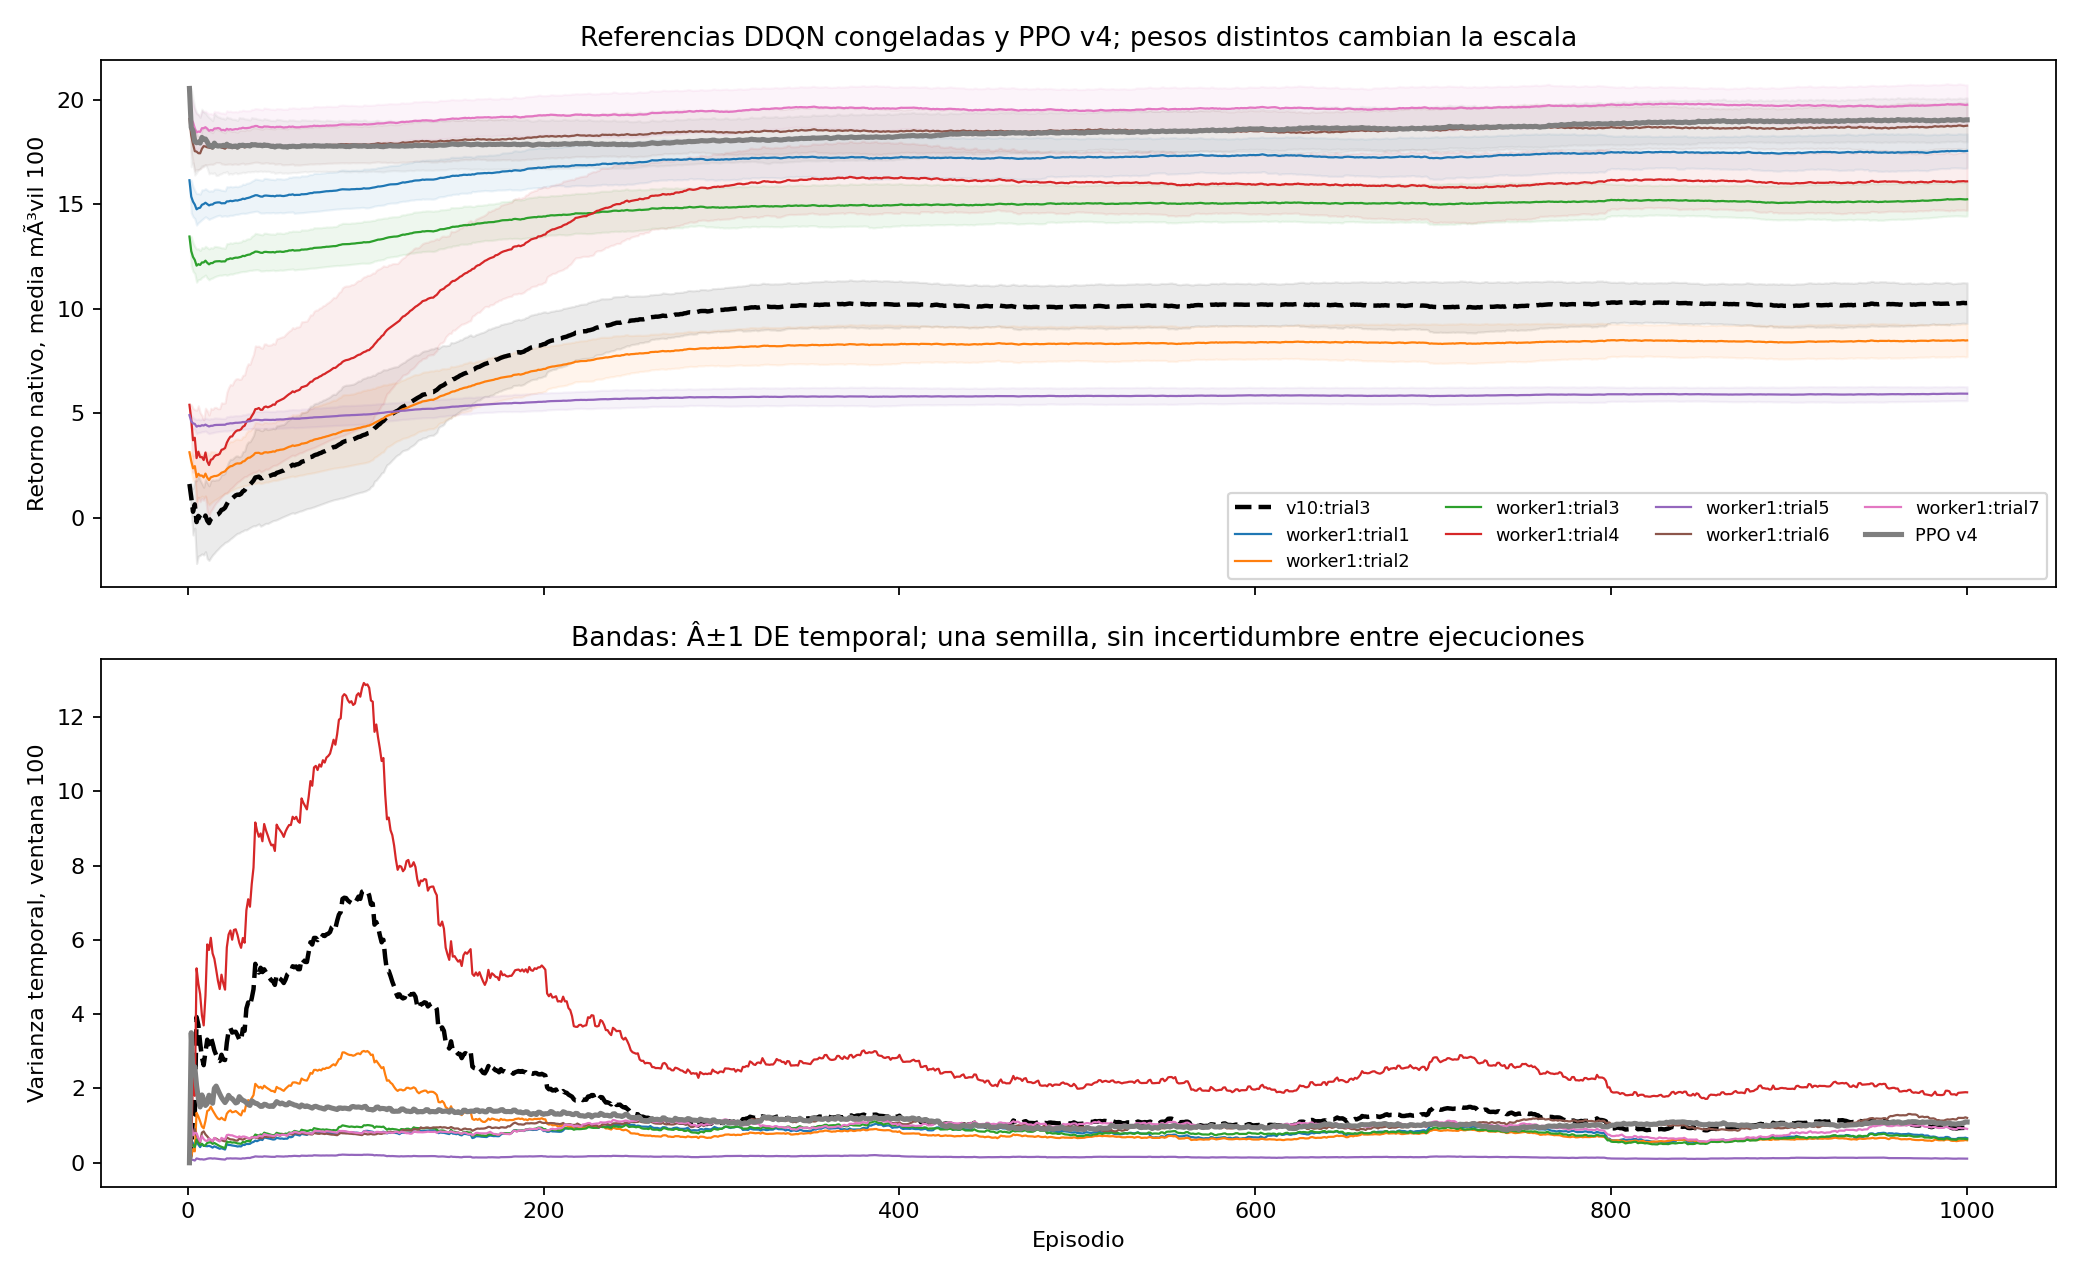 Referencias DDQN congeladas y PPO v4; pesos distintos cambian la escala
Retorno nativo, media mÃ³vil 100
20
15
10
5
0
v10:trial3
worker1:trial1
worker1:trial2
worker1:trial3
worker1:trial4
worker1:trial5
worker1:trial6
worker1:trial7
PPO v4
Bandas: Â±1 DE temporal; una semilla, sin incertidumbre entre ejecuciones
Varianza temporal, ventana 100
12
10
8
6
4
2
0
0 200 400 600 800 1000
Episodio